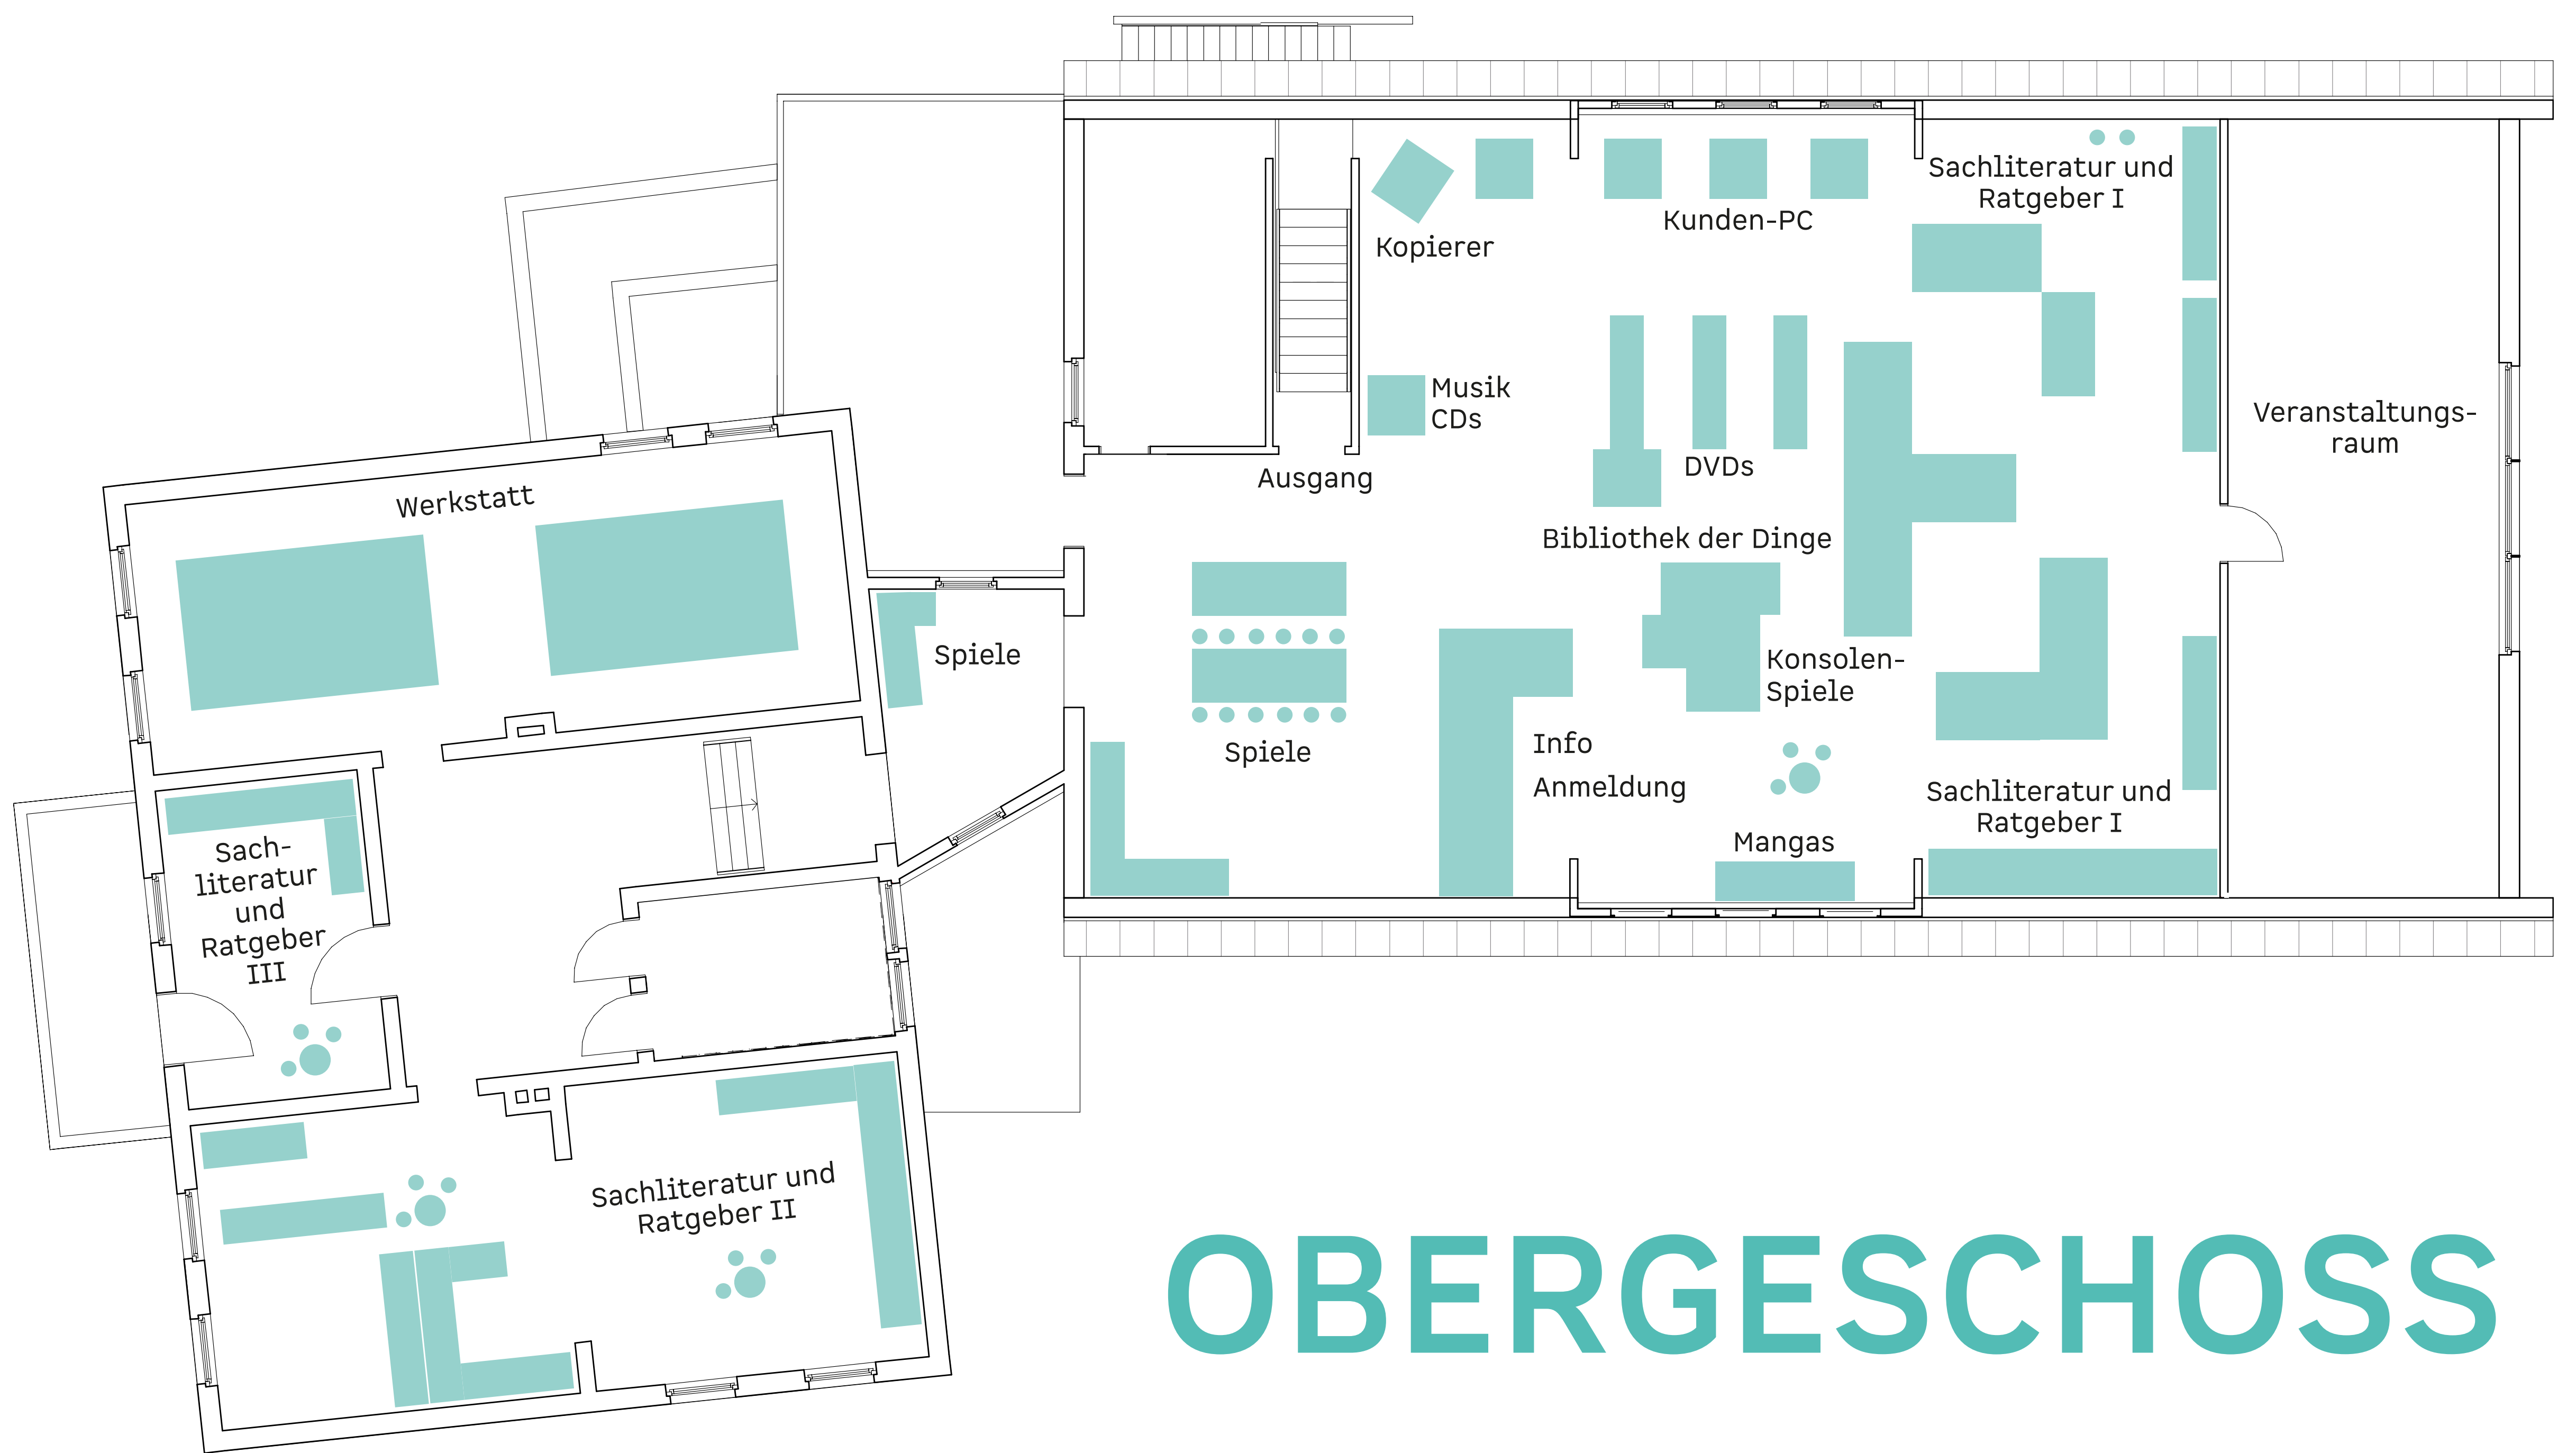 Sachliteratur und
Ratgeber I
Kunden-PC
Kopierer
Musik
CDs
Veranstaltungs-
raum
DVDs
Ausgang
Werkstatt
Bibliothek der Dinge
Spiele
Konsolen-
Spiele
Spiele
Info
Anmeldung
Sachliteratur und
Ratgeber I
Mangas
Sach-
literatur
und
Ratgeber
III
Sachliteratur und
Ratgeber II
OBERGESCHOSS